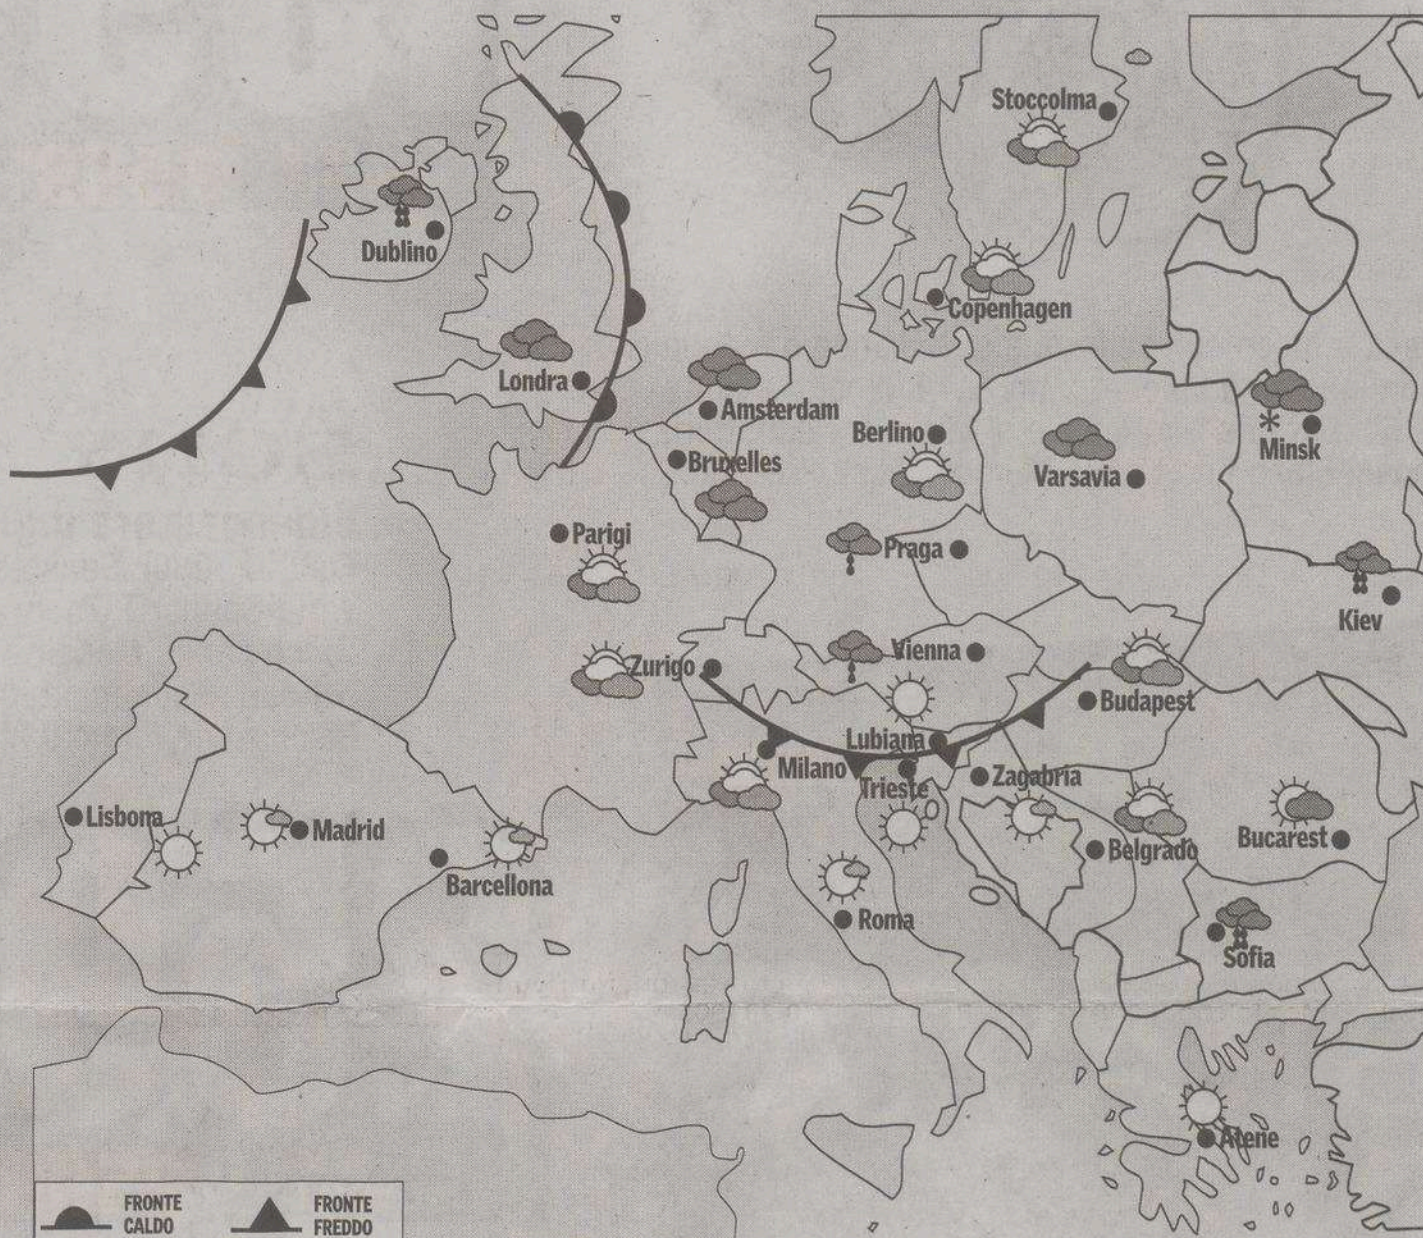 Stoccolma
Dublino
Copenhagen
Londra
Amsterdam
Berlino
Minsk
Bruxelles
Varsavia
Parigi
Praga
Kiev
Vienna
Zurigo
Budapest
Lubiana
Milano
Zagabria
Trieste
Lisbona
Madrid
Bucarest
Belgrado
Barcellona
Roma
Sofia
Atene
FRONTE
CALDO
FRONTE
FREDDO